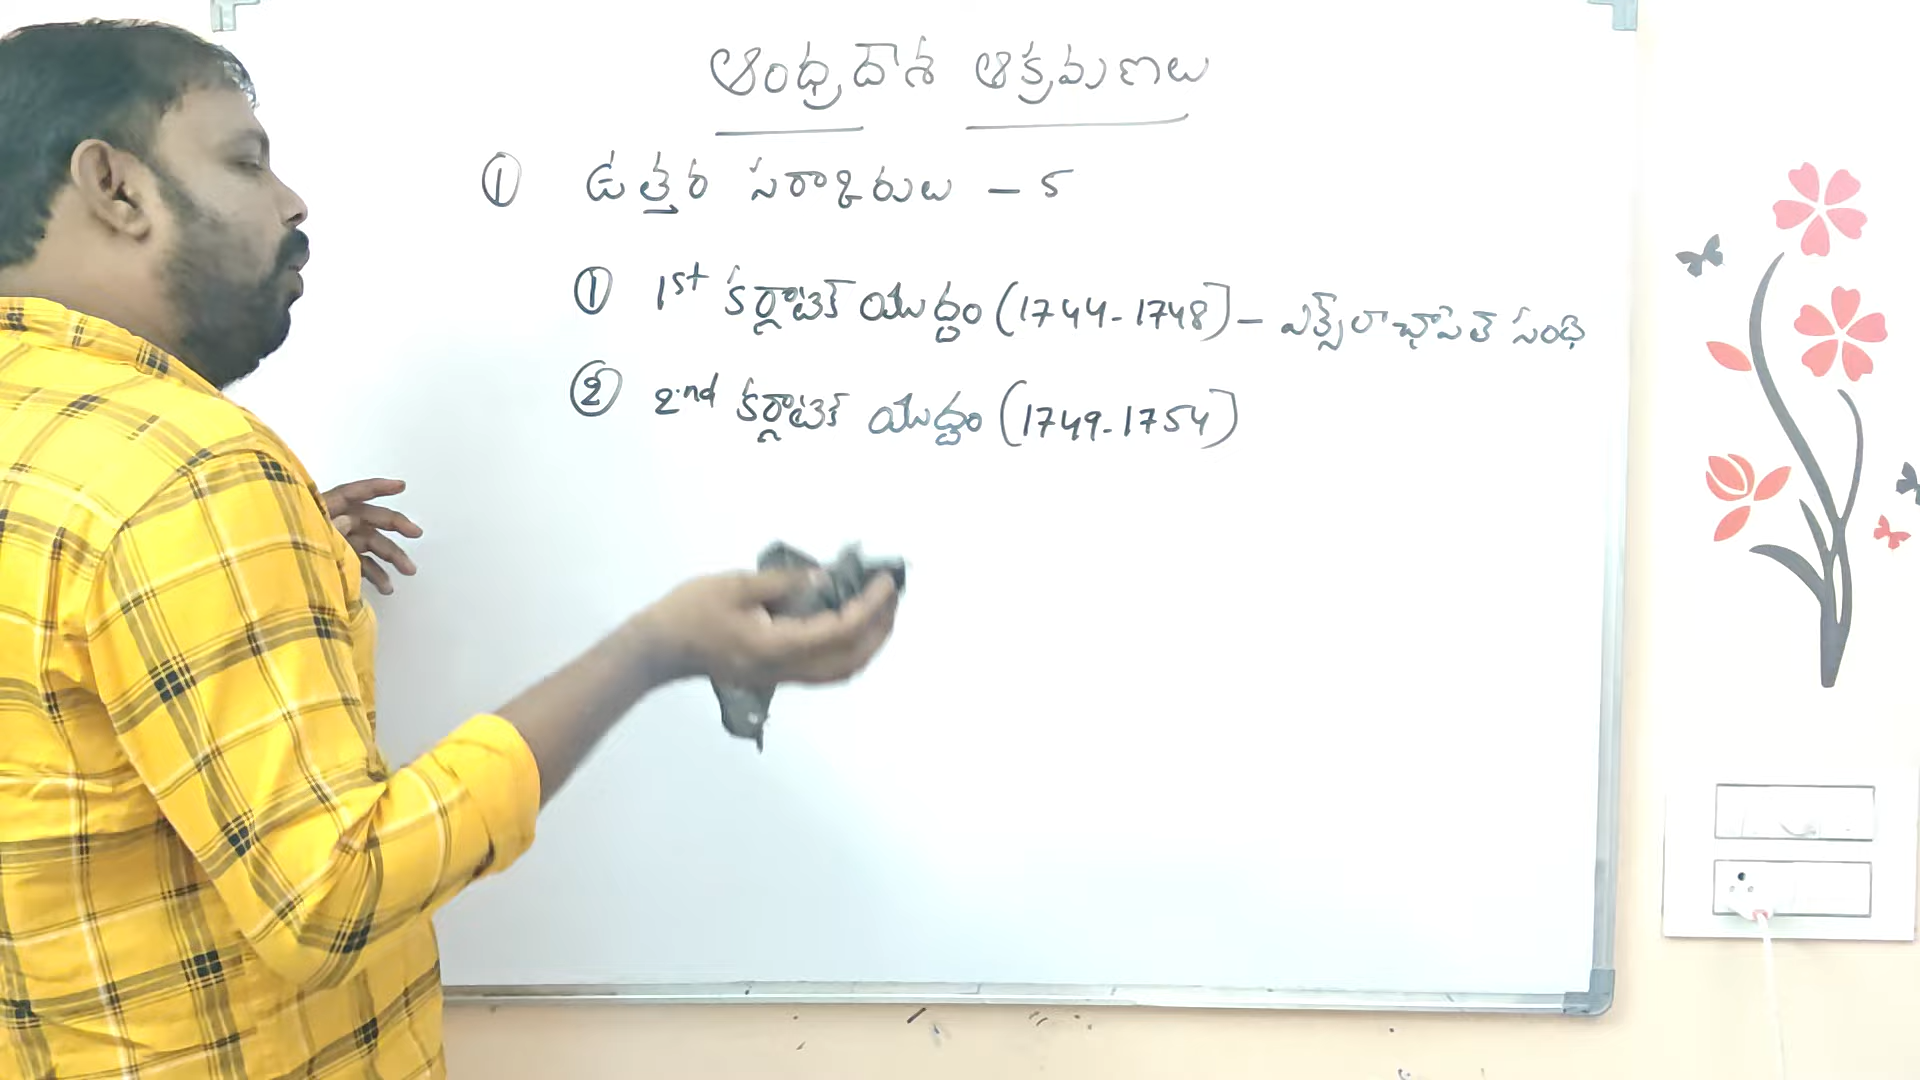 ఆంధ్రదేశ ఆక్రమణలు
① ఉత్తర సరాకరులు - 5
① 1st కర్ణాటక్ యుద్ధం (1744-1748) - ఎక్స్‌లాచాపెల్ సంధి
② 2nd కర్ణాటక్ యుద్ధం (1749-1754)